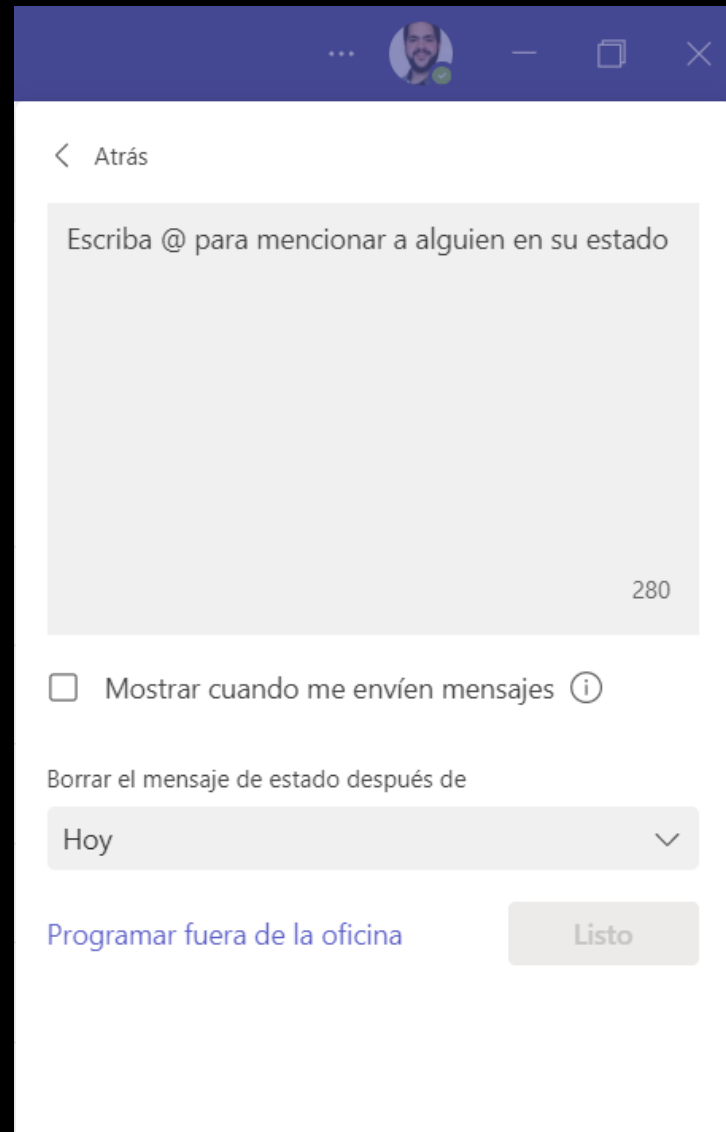 Atrás
Escriba @ para mencionar a alguien en su estado
280
Mostrar cuando me envíen mensajes
Borrar el mensaje de estado después de
Hoy
Programar fuera de la oficina
Listo